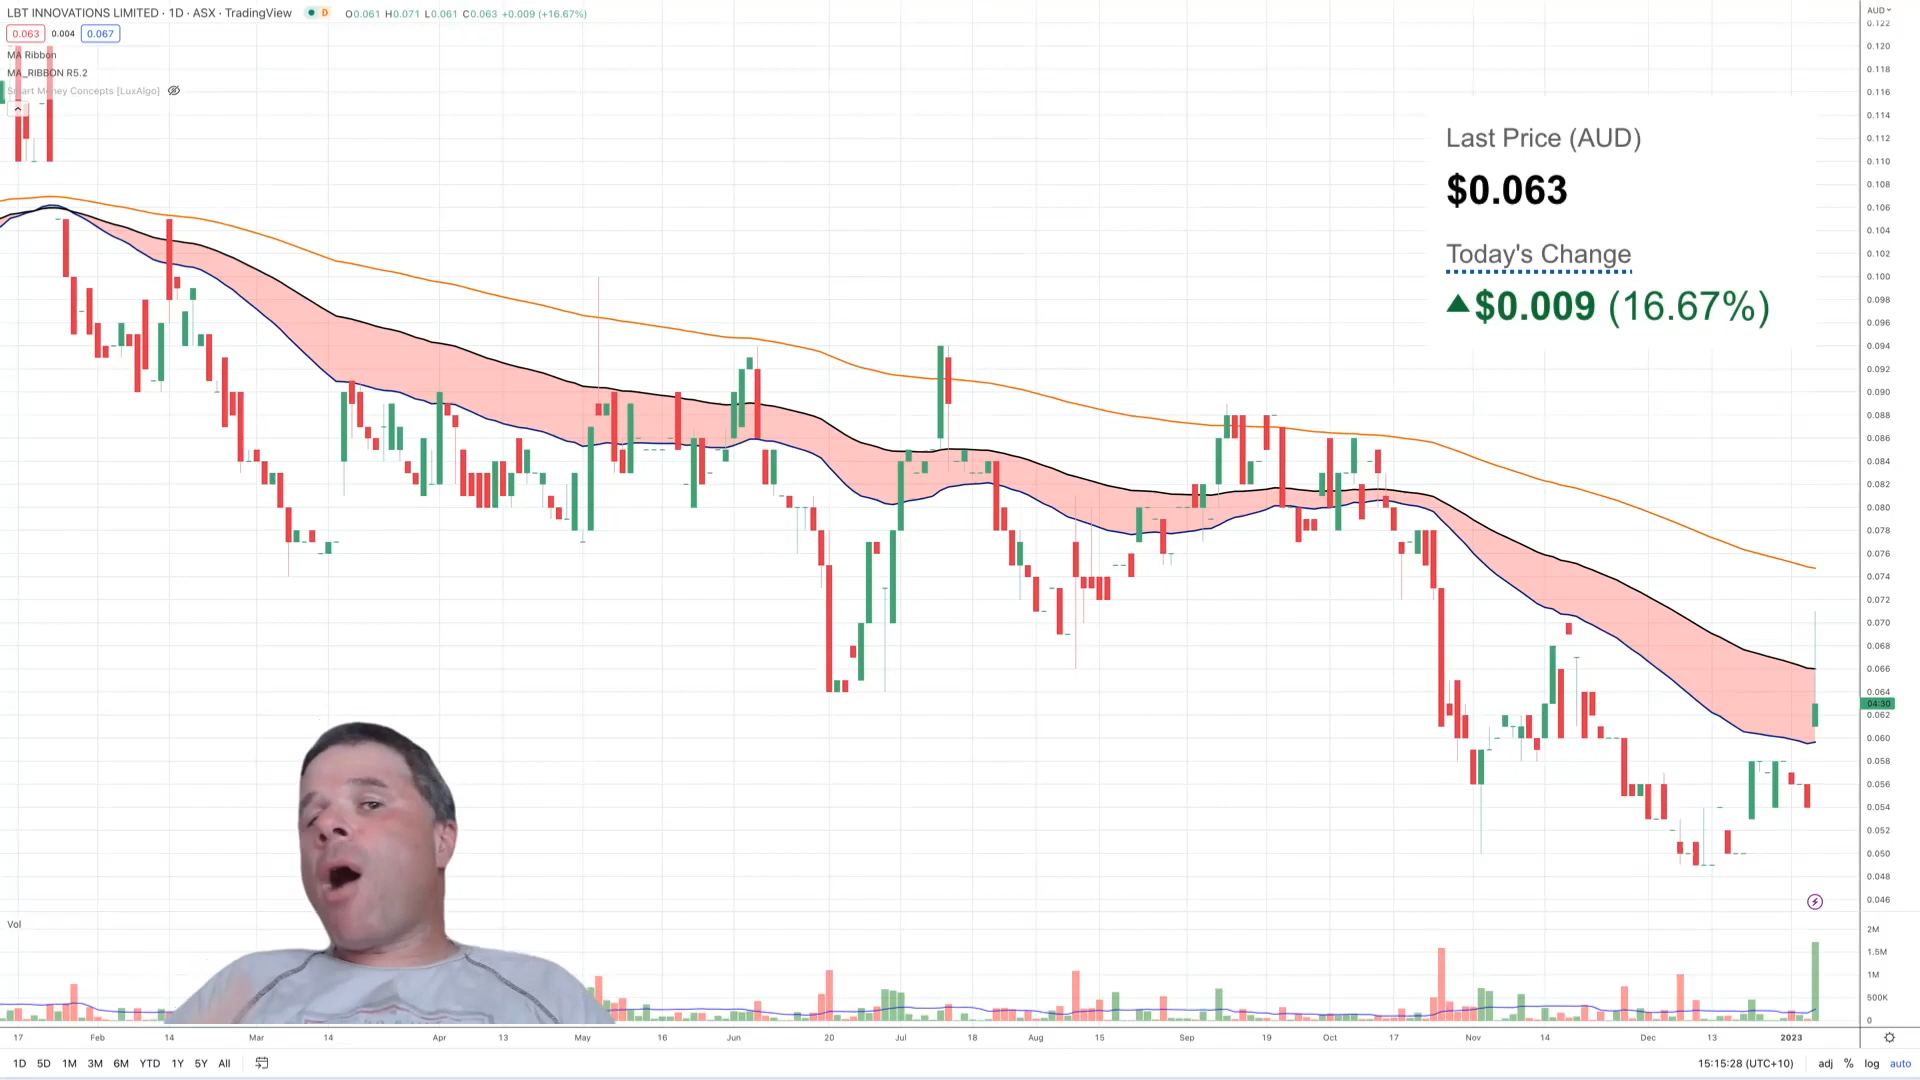 LBT INNOVATIONS LIMITED · 1D · ASX · TradingView D O0.061 H0.071 L0.061 C0.063 +0.009 (+16.67%)
0.063 0.004 0.067
MA Ribbon
MA_RIBBON R5.2
Smart Money Concepts [LuxAlgo]
Last Price (AUD)
$0.063
Today's Change
▲$0.009 (16.67%)
AUD
0.122
0.120
0.118
0.116
0.114
0.112
0.110
0.108
0.106
0.104
0.102
0.100
0.098
0.096
0.094
0.092
0.090
0.088
0.086
0.084
0.082
0.080
0.078
0.076
0.074
0.072
0.070
0.068
0.066
0.064
04:30
0.062
0.060
0.058
0.056
0.054
0.052
0.050
0.048
0.046
Vol
2M
1.5M
1M
500K
0
17 Feb 14 Mar 14 Apr 13 May 16 Jun 20 Jul 18 Aug 15 Sep 19 Oct 17 Nov 14 Dec 13 2023
1D 5D 1M 3M 6M YTD 1Y 5Y All 15:15:28 (UTC+10) adj % log auto